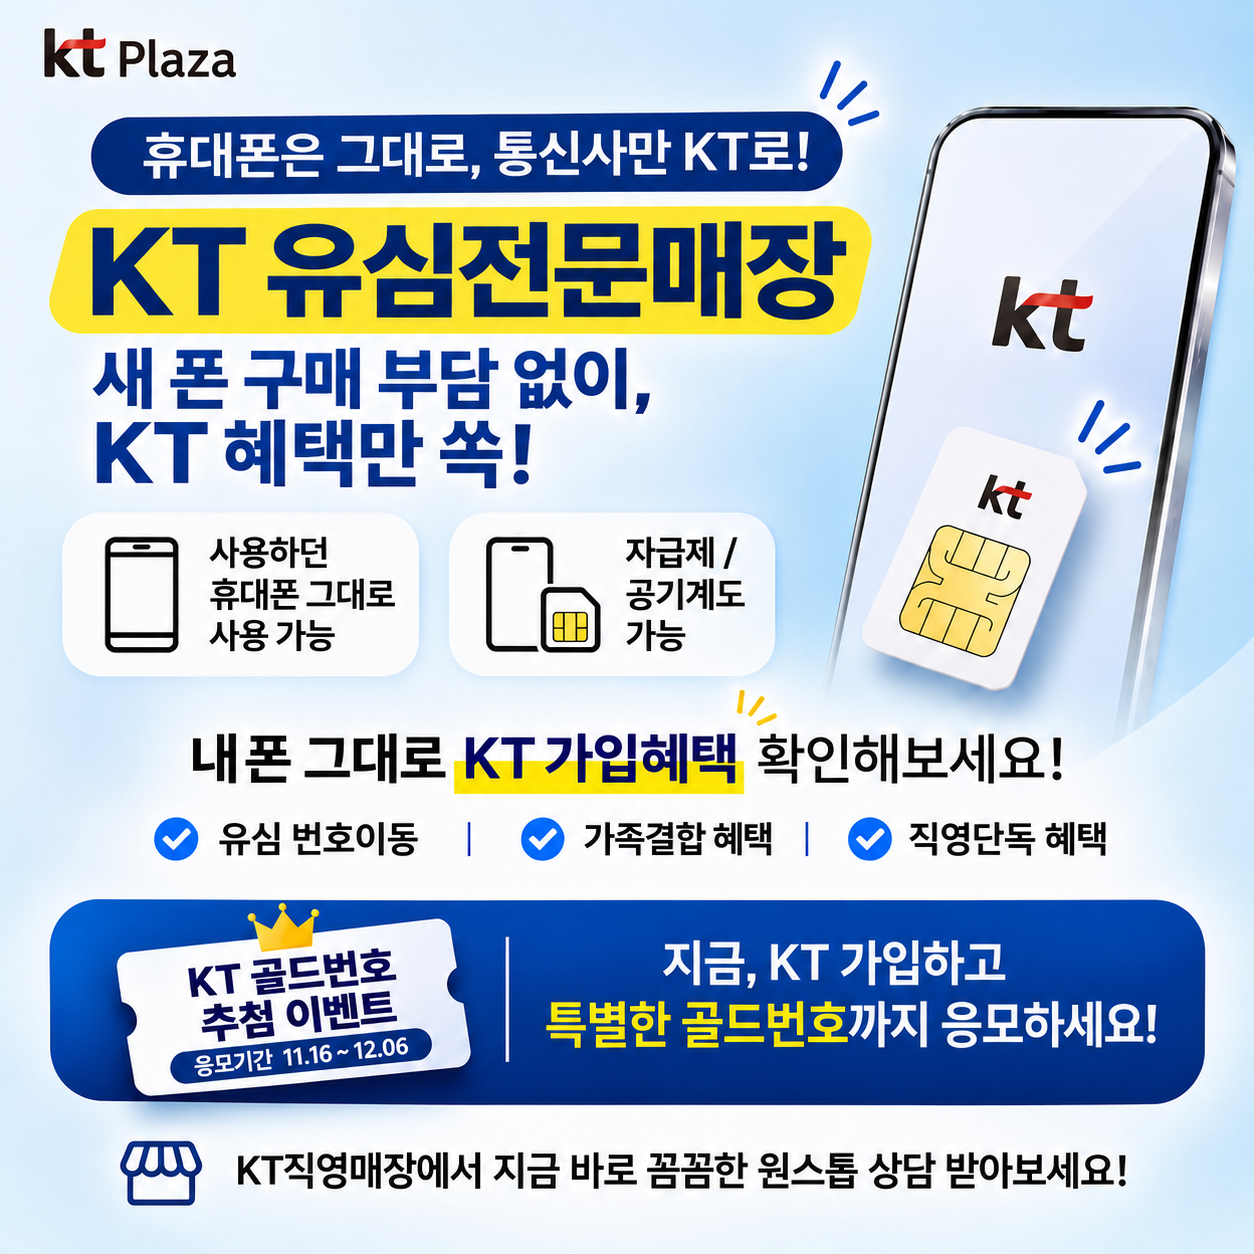 kt Plaza
휴대폰은 그대로, 통신사만 KT로!
KT 유심전문매장
새 폰 구매 부담 없이,
KT 혜택만 쏙!
kt
kt
사용하던
휴대폰 그대로
사용 가능
자급제 /
공기계도
가능
내폰 그대로 KT 가입혜택 확인해보세요!
유심 번호이동 | 가족결합 혜택 | 직영단독 혜택
KT 골드번호
추첨 이벤트
응모기간 11.16 ~ 12.06
지금, KT 가입하고
특별한 골드번호까지 응모하세요!
KT직영매장에서 지금 바로 꼼꼼한 원스톱 상담 받아보세요!